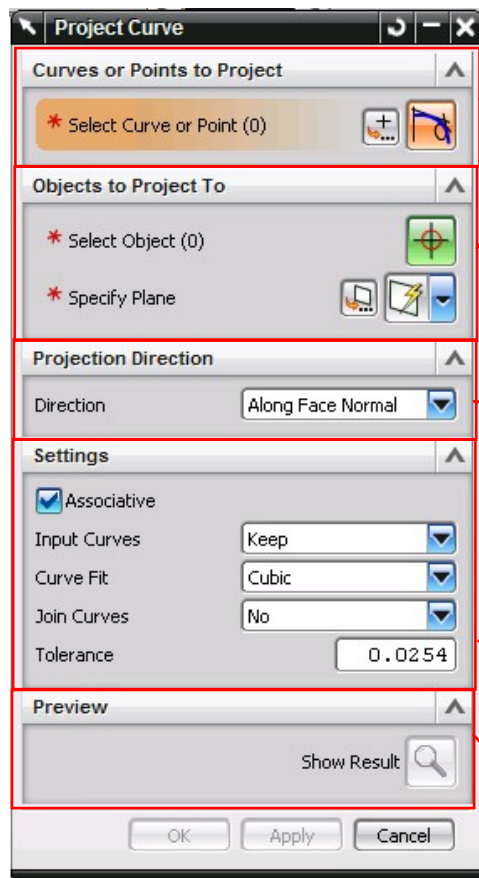 Project Curve
Curves or Points to Project
* Select Curve or Point (0)
Objects to Project To
* Select Object (0)
* Specify Plane
Projection Direction
Direction Along Face Normal
Settings
Associative
Input Curves Keep
Curve Fit Cubic
Join Curves No
Tolerance 0.0254
Preview
Show Result
OK Apply Cancel